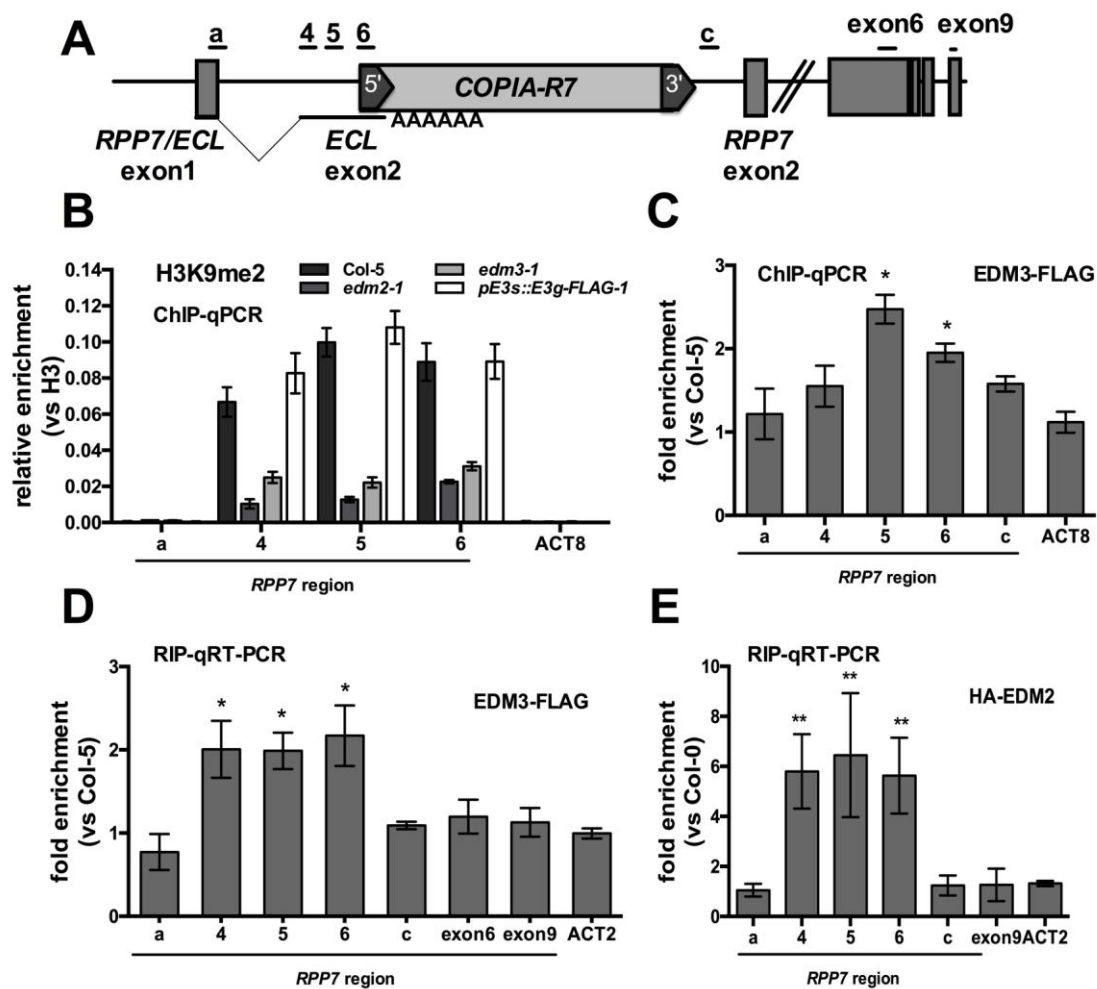 A
a 4 5 6 c exon6 exon9
5' COPIA-R7 3'
AAAAAA
RPP7/ECL ECL RPP7
exon1 exon2 exon2
B
H3K9me2
ChIP-qPCR
Col-5 edm3-1
edm2-1 pE3s::E3g-FLAG-1
relative enrichment
(vs H3)
0.14
0.12
0.10
0.08
0.06
0.04
0.02
0.00
a 4 5 6 ACT8
RPP7 region
C
ChIP-qPCR EDM3-FLAG
fold enrichment
(vs Col-5)
3
2
1
0
* *
a 4 5 6 c ACT8
RPP7 region
D
RIP-qRT-PCR
EDM3-FLAG
fold enrichment
(vs Col-5)
3
2
1
0
* * *
a 4 5 6 c exon6 exon9 ACT2
RPP7 region
E
RIP-qRT-PCR
HA-EDM2
fold enrichment
(vs Col-0)
10
8
6
4
2
0
** ** **
a 4 5 6 c exon9ACT2
RPP7 region